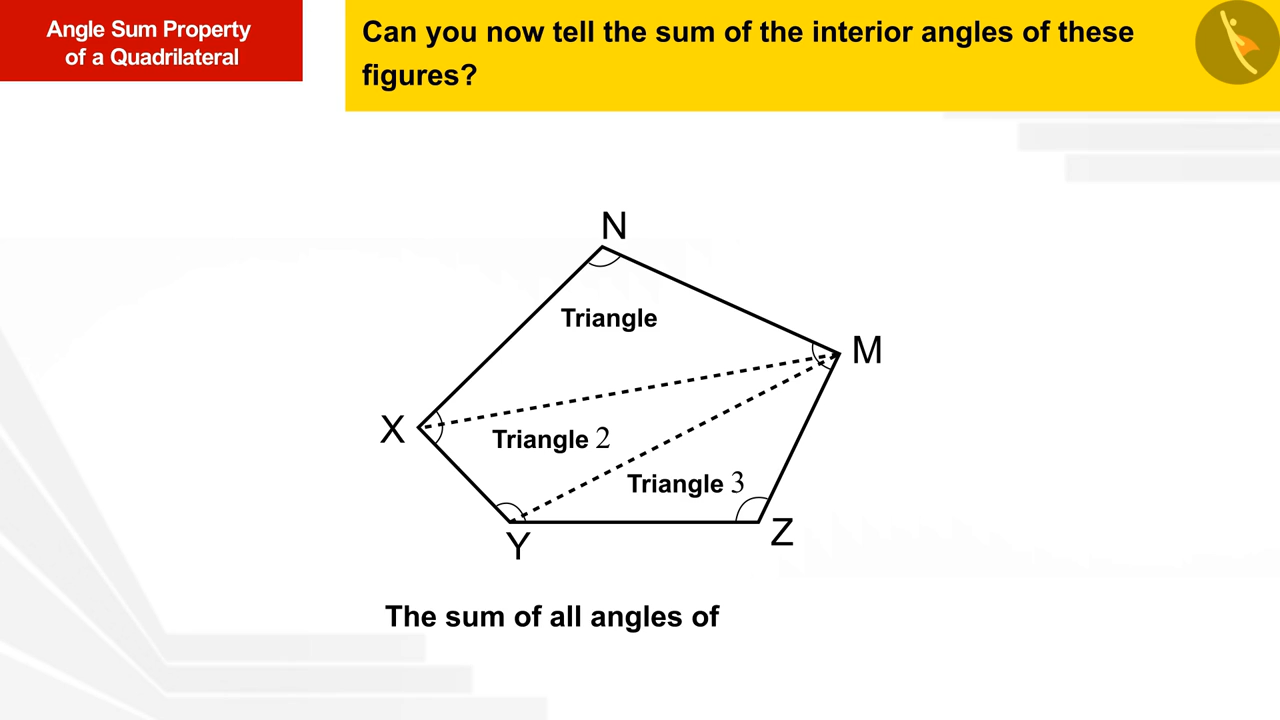 Angle Sum Property
of a Quadrilateral
Can you now tell the sum of the interior angles of these
figures?
N
Triangle
M
X
Triangle 2
Triangle 3
Y
Z
The sum of all angles of